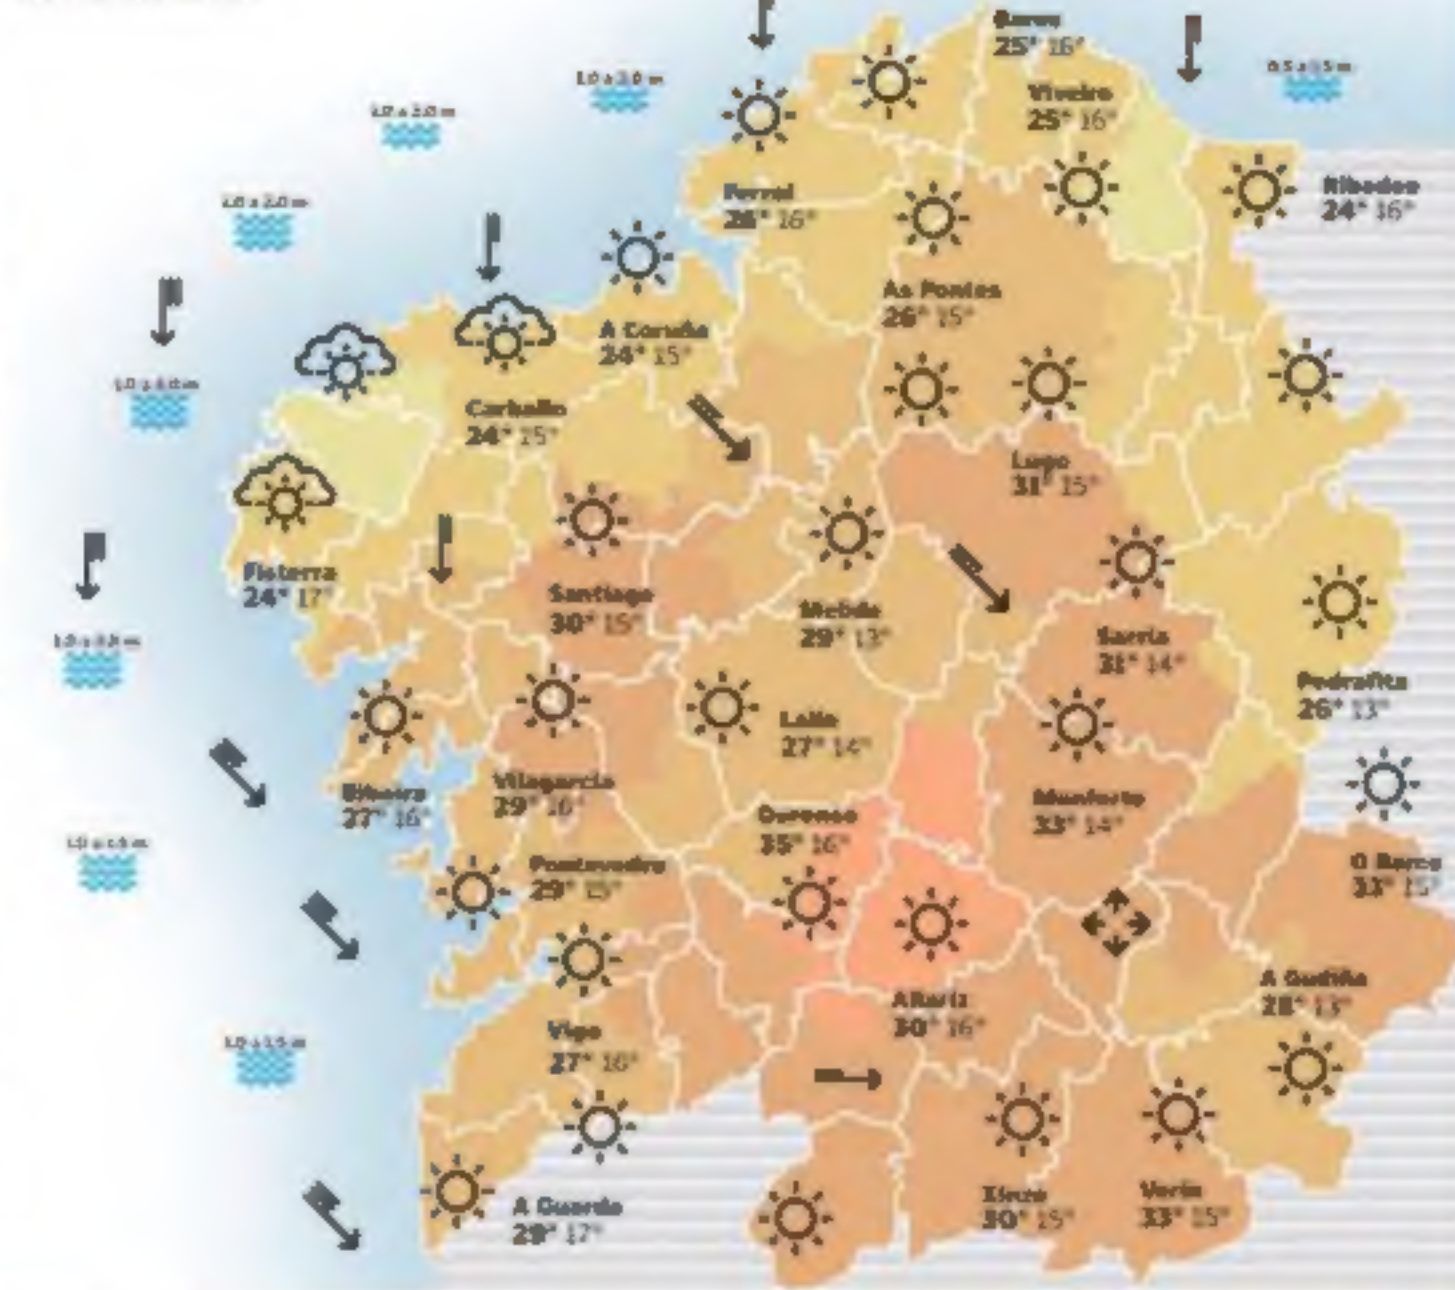 25° 16°
Viveiro
25° 16°
Ribadeo
24° 16°
Ferrol
26° 16°
As Pontes
26° 15°
A Coruña
24° 15°
Carballo
24° 15°
Lugo
31° 15°
Fisterra
24° 17°
Santiago
30° 15°
Melide
29° 13°
Sarria
31° 14°
Pedrafita
26° 13°
Lalín
27° 14°
Ribeira
27° 16°
Vilagarcía
29° 16°
Ourense
35° 16°
Monforte
33° 14°
Pontevedra
29° 15°
O Barco
33° 15°
A Gudiña
28° 13°
Allariz
30° 16°
Vigo
27° 16°
A Guarda
29° 17°
Xinzo
30° 15°
Verín
33° 15°